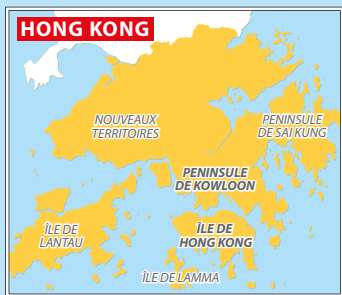 HONG KONG
NOUVEAUX
TERRITOIRES
PENINSULE
DE SAI KUNG
PENINSULE
DE KOWLOON
ÎLE DE
LANTAU
ÎLE DE
HONG KONG
ÎLE DE LAMMA